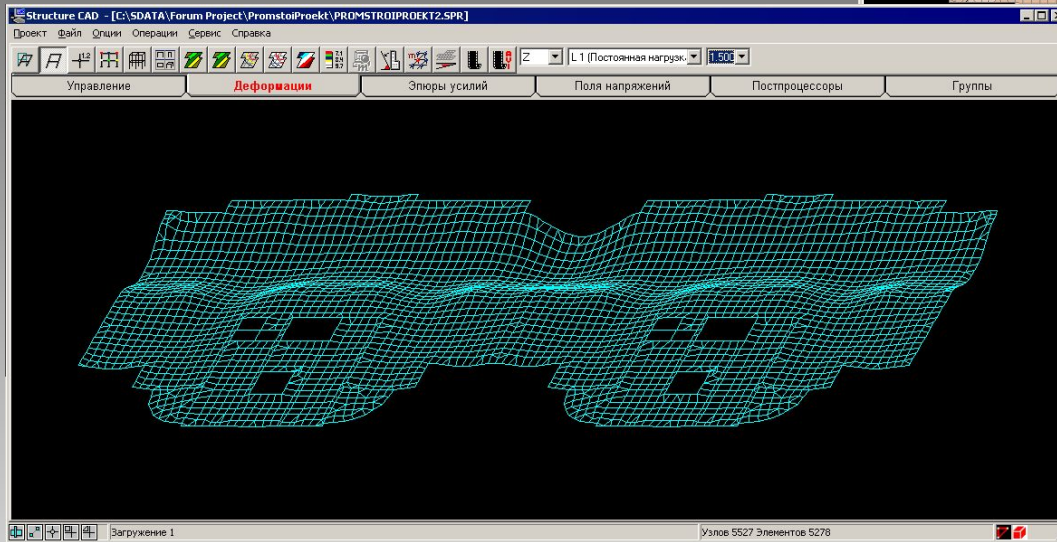 Structure CAD - [C:\SDATA\Forum Project\PromstoiProekt\PROMSTROIPROEKT2.SPR]
Проект Файл Опции Операции Сервис Справка
Z L 1 (Постоянная нагрузк. 1.500
Управление Деформации Эпюры усилий Поля напряжений Постпроцессоры Группы
Загружение 1 Узлов 5527 Элементов 5278